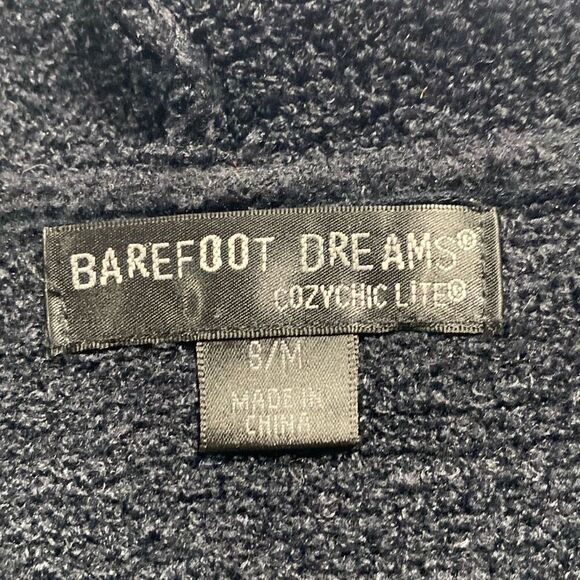 BAREFOOT DREAMS®
COZYCHIC LITE®
S/M
MADE IN
CHINA